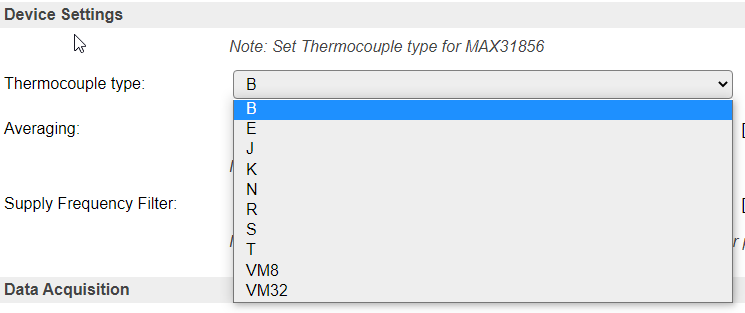 Device Settings
Note: Set Thermocouple type for MAX31856
Thermocouple type:
B
B
Averaging:
E
J
K
N
Supply Frequency Filter:
R
S
T
VM8
Data Acquisition
VM32